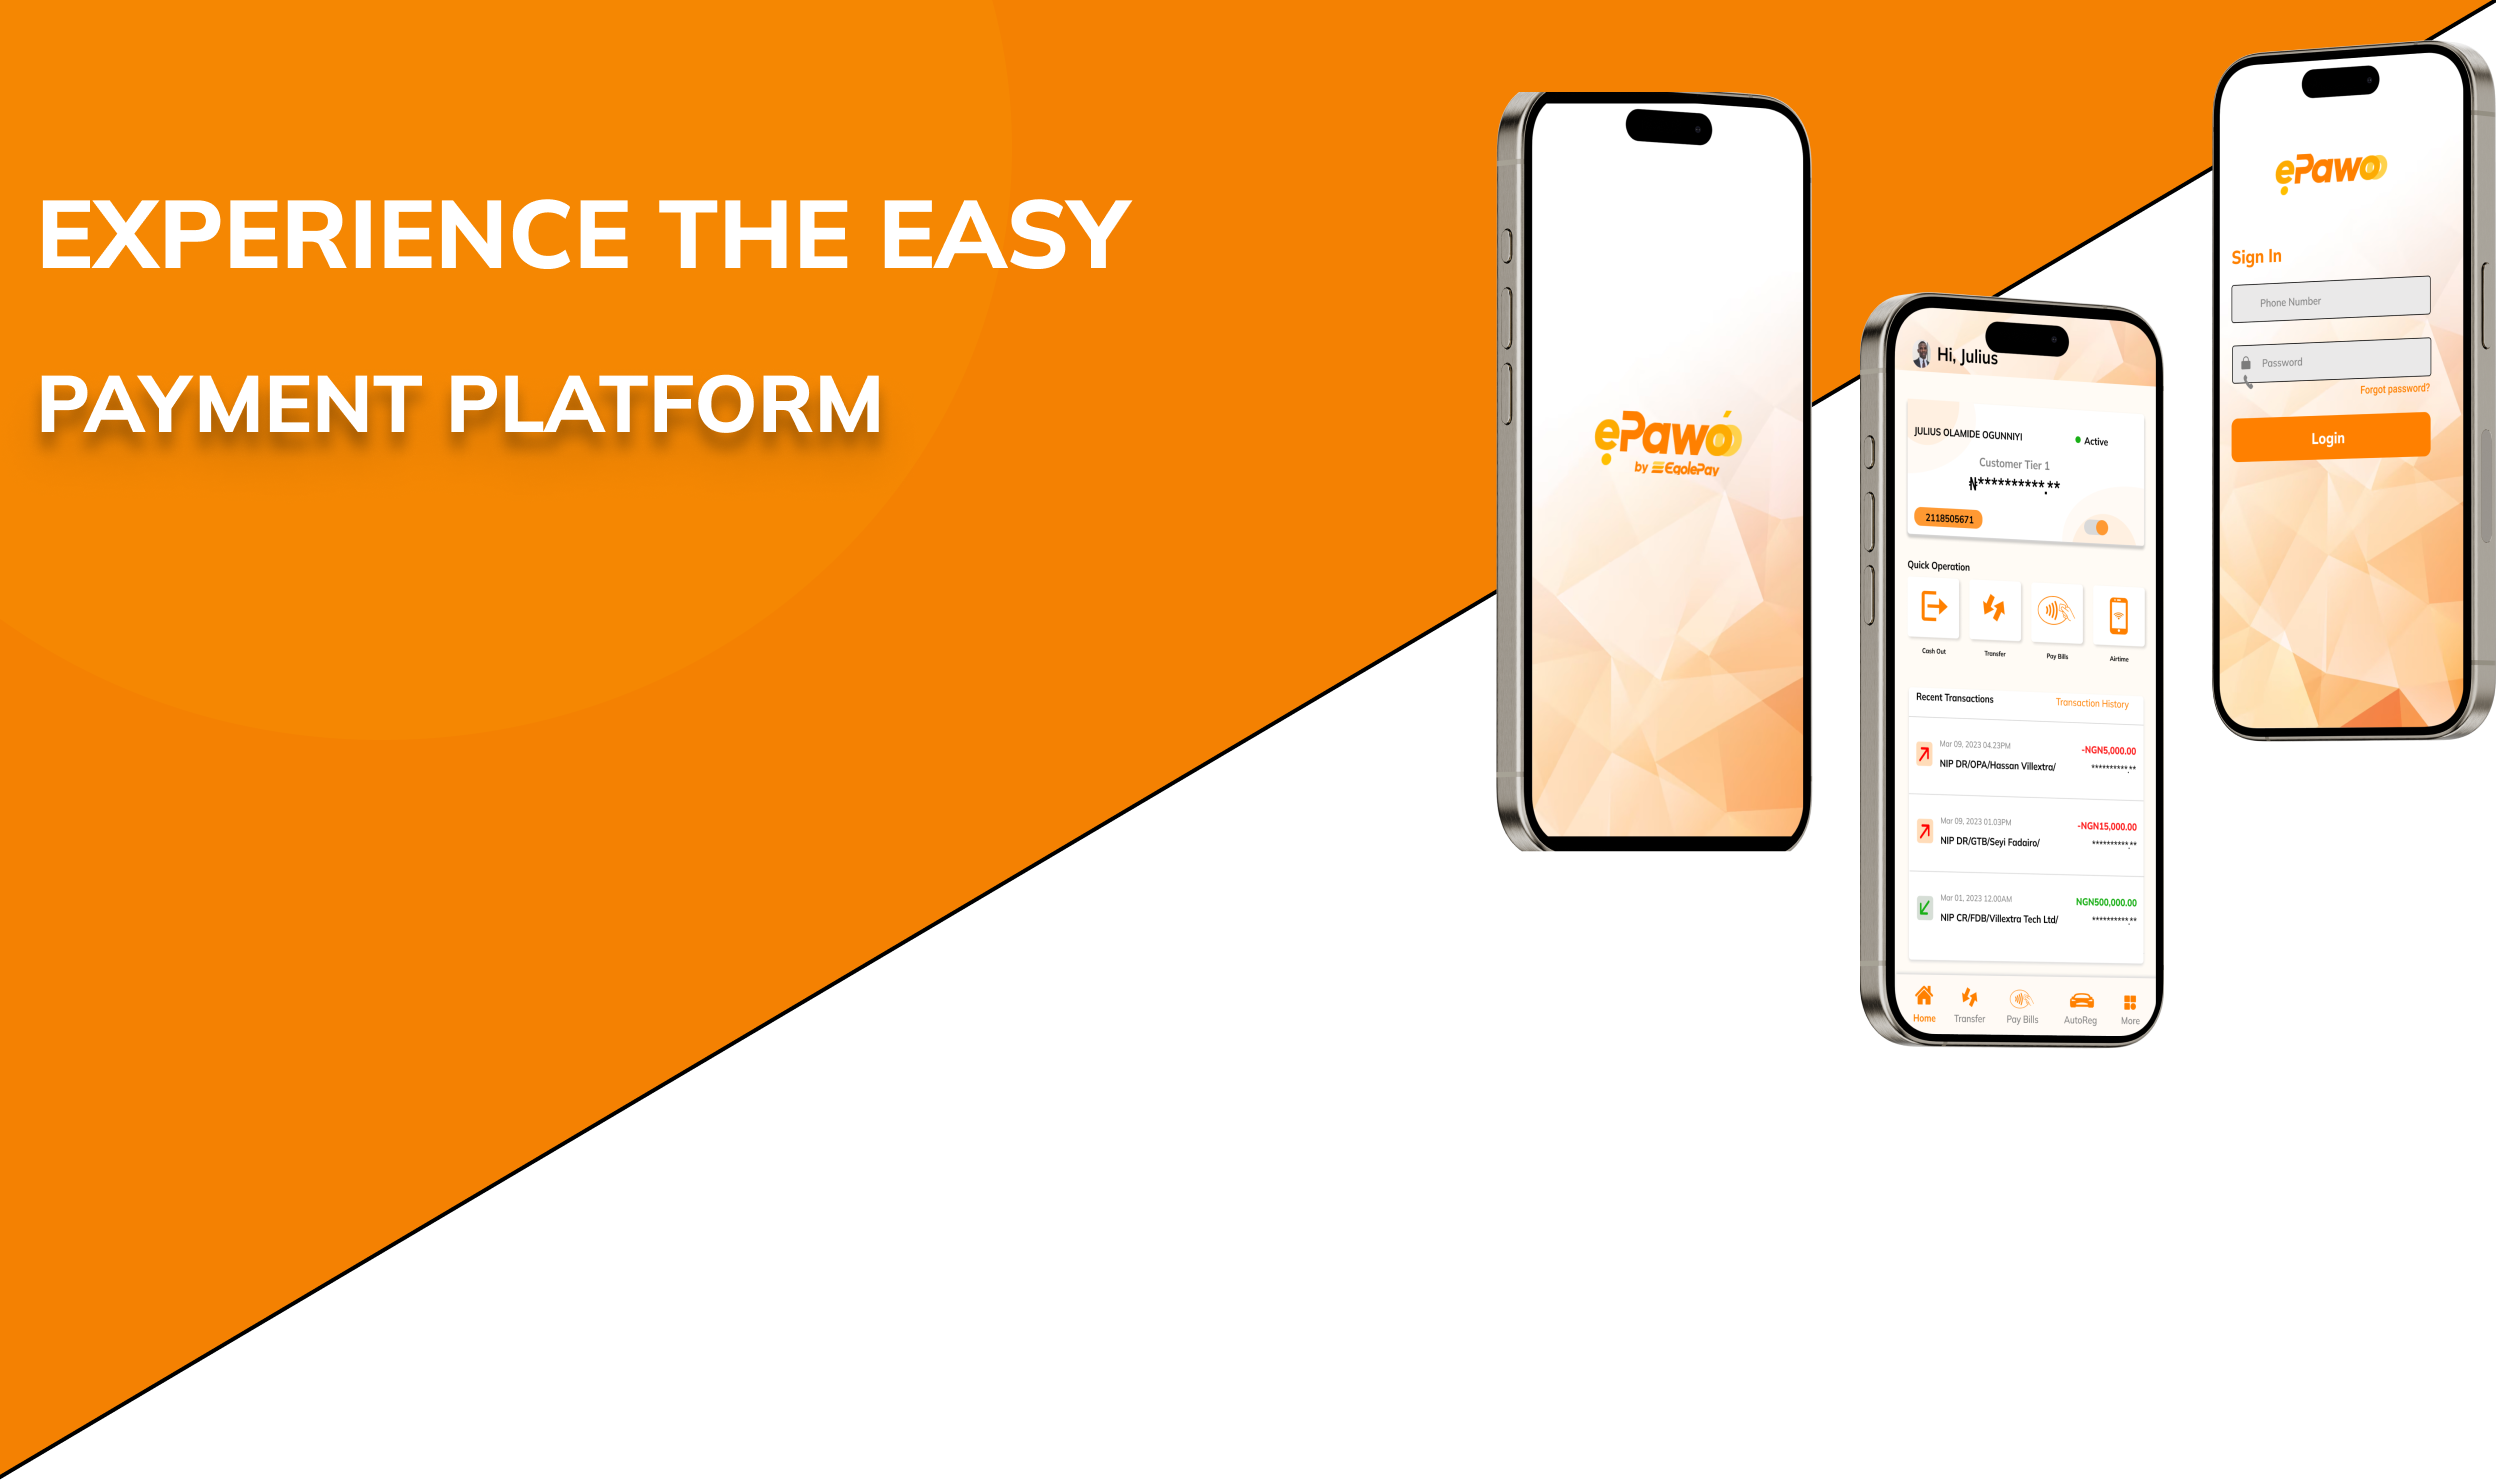 EXPERIENCE THE EASY
PAYMENT PLATFORM
ePawó
by EqolePay
Hi, Julius
JULIUS OLAMIDE OGUNNIYI
Active
Customer Tier 1
₦**********.**
2118505671
Quick Operation
Cash Out
Transfer
Pay Bills
Airtime
Recent Transactions
Transaction History
Mar 09, 2023 04.23PM
-NGN5,000.00
NIP DR/OPA/Hassan Villextra/
**********.**
Mar 09, 2023 01.03PM
-NGN15,000.00
NIP DR/GTB/Seyi Fadairo/
**********.**
Mar 01, 2023 12.00AM
NGN500,000.00
NIP CR/FDB/Villextra Tech Ltd/
**********.**
Home
Transfer
Pay Bills
AutoReg
More
ePawo
Sign In
Phone Number
Password
Forgot password?
Login